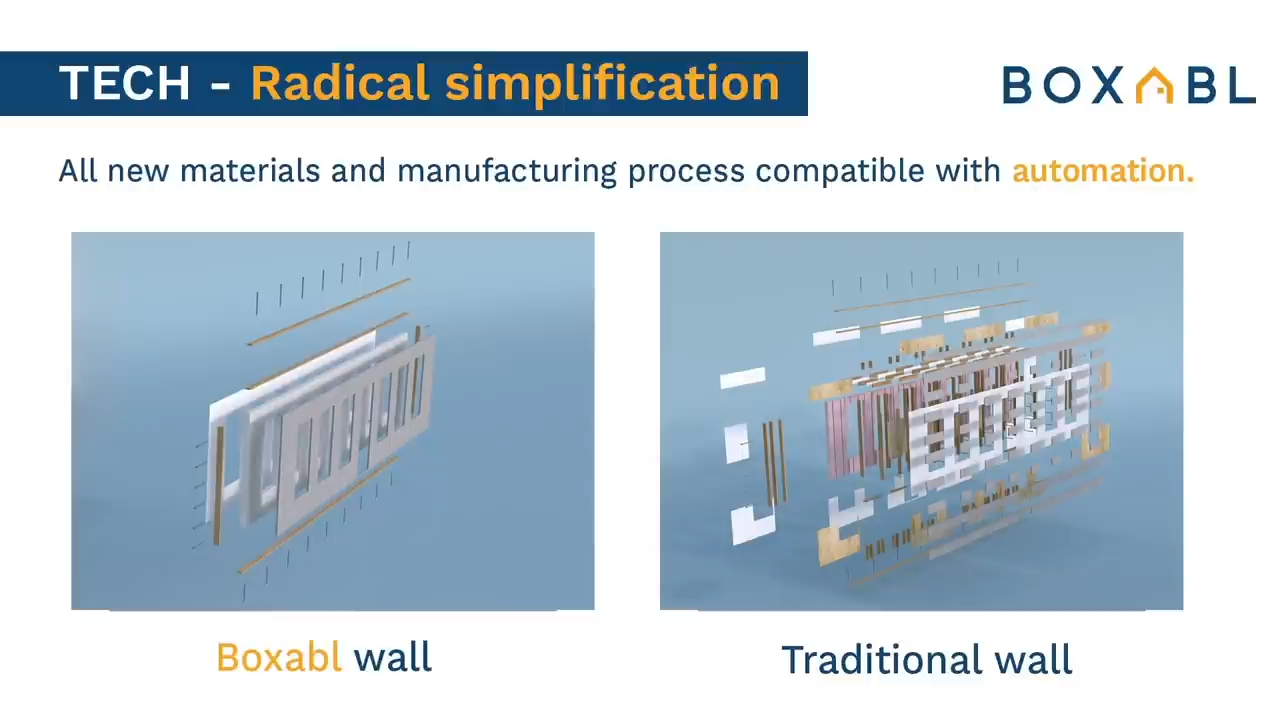 TECH - Radical simplification
BOXABL
All new materials and manufacturing process compatible with automation.
Boxabl wall
Traditional wall